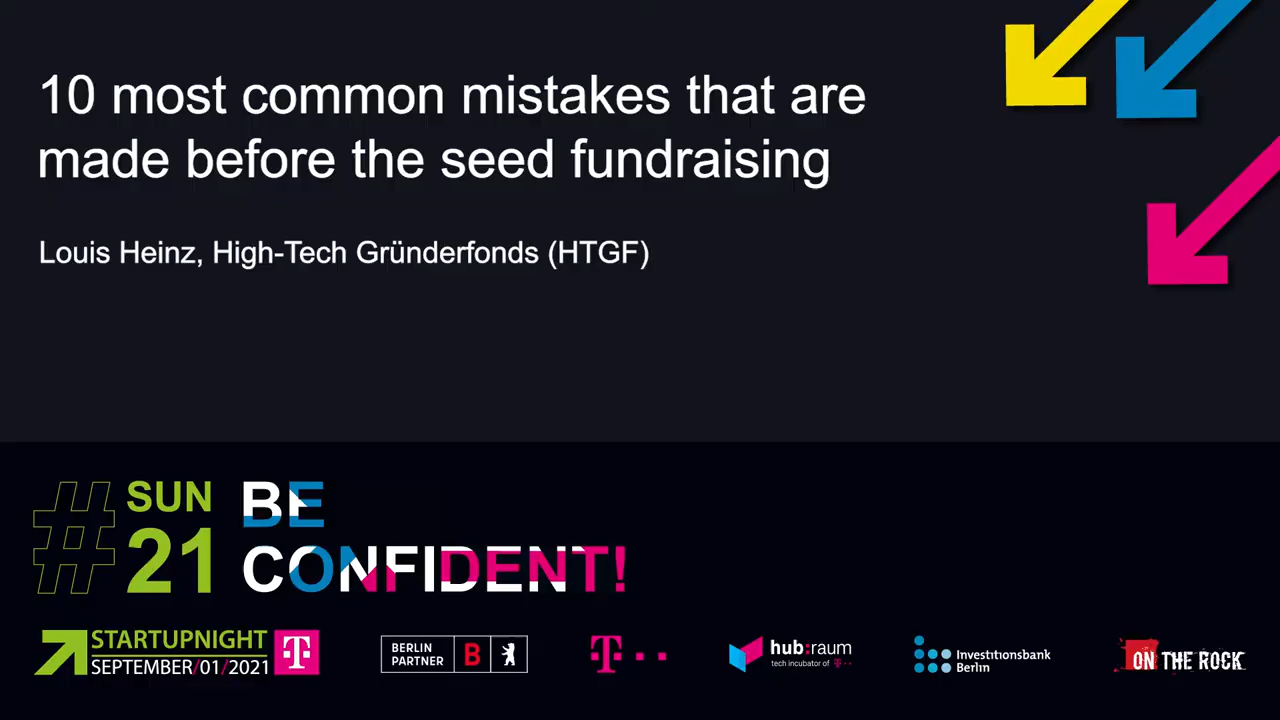 10 most common mistakes that are
made before the seed fundraising
Louis Heinz, High-Tech Gründerfonds (HTGF)
#SUN
21
BE
CONFIDENT!
STARTUPNIGHT
SEPTEMBER/01/2021
T
BERLIN
PARTNER
B
T
hub:raum
tech incubator of T
Investitionsbank
Berlin
ON THE ROCK